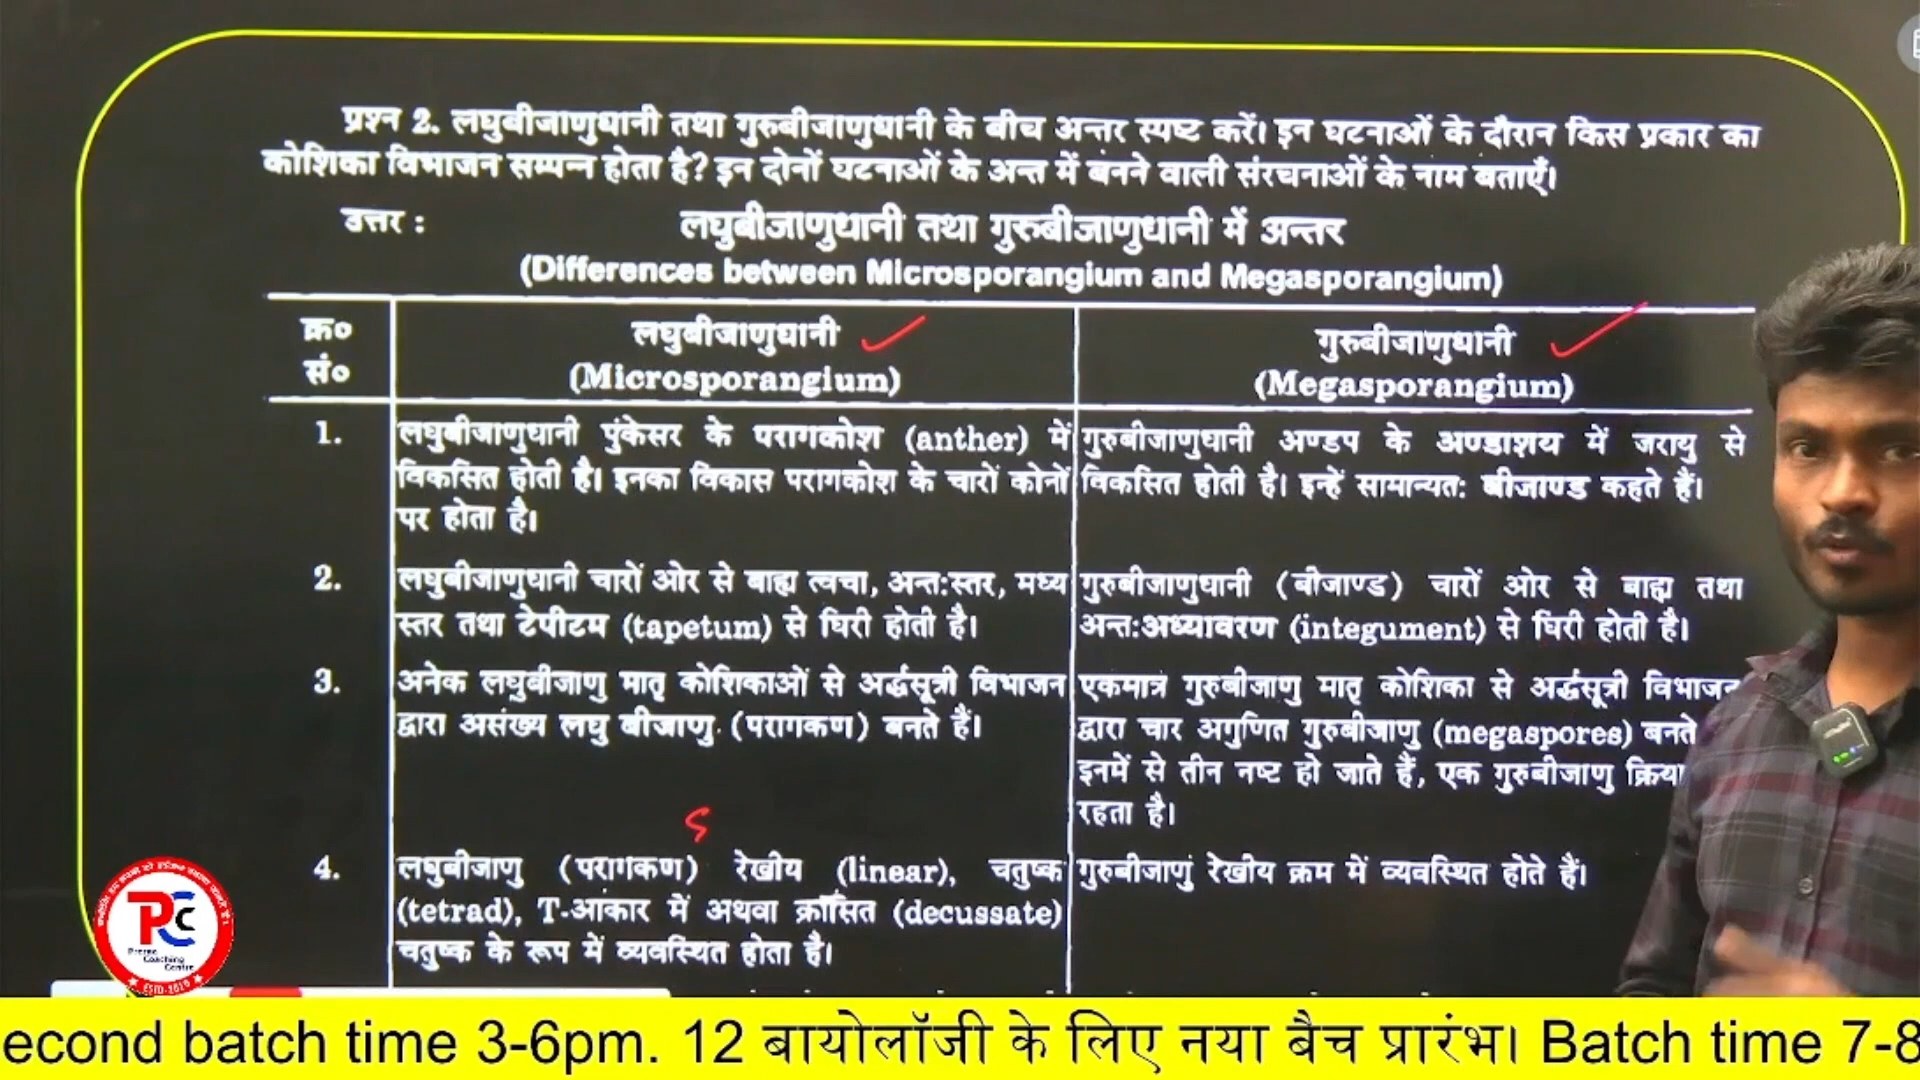 प्रश्न 2. लघुबीजाणुधानी तथा गुरुबीजाणुधानी के बीच अन्तर स्पष्ट करें। इन घटनाओं के दौरान किस प्रकार का
कोशिका विभाजन सम्पन्न होता है? इन दोनों घटनाओं के अन्त में बनने वाली संरचनाओं के नाम बताएँ।
उत्तर : लघुबीजाणुधानी तथा गुरुबीजाणुधानी में अन्तर
(Differences between Microsporangium and Megasporangium)
क्र०
सं०
लघुबीजाणुधानी
(Microsporangium)
गुरुबीजाणुधानी
(Megasporangium)
1.
लघुबीजाणुधानी पुंकेसर के परागकोश (anther) में
विकसित होती है। इनका विकास परागकोश के चारों कोनों
पर होता है।
गुरुबीजाणुधानी अण्डप के अण्डाशय में जरायु से
विकसित होती है। इन्हें सामान्यत: बीजाण्ड कहते हैं।
2.
लघुबीजाणुधानी चारों ओर से बाह्य त्वचा, अन्त:स्तर, मध्य
स्तर तथा टेपीटम (tapetum) से घिरी होती है।
गुरुबीजाणुधानी (बीजाण्ड) चारों ओर से बाह्य तथा
अन्त:अध्यावरण (integument) से घिरी होती है।
3.
अनेक लघुबीजाणु मातृ कोशिकाओं से अर्द्धसूत्री विभाजन
द्वारा असंख्य लघु बीजाणु (परागकण) बनते हैं।
एकमात्र गुरुबीजाणु मातृ कोशिका से अर्द्धसूत्री विभाजन
द्वारा चार अगुणित गुरुबीजाणु (megaspores) बनते
इनमें से तीन नष्ट हो जाते हैं, एक गुरुबीजाणु क्रिया
रहता है।
4.
लघुबीजाणु (परागकण) रेखीय (linear), चतुष्क
(tetrad), T-आकार में अथवा क्रॉसित (decussate)
चतुष्क के रूप में व्यवस्थित होता है।
गुरुबीजाणुं रेखीय क्रम में व्यवस्थित होते हैं।
PCC
Prerna
Coaching
Centre
ESTD-2019
econd batch time 3-6pm. 12 बायोलॉजी के लिए नया बैच प्रारंभ। Batch time 7-8